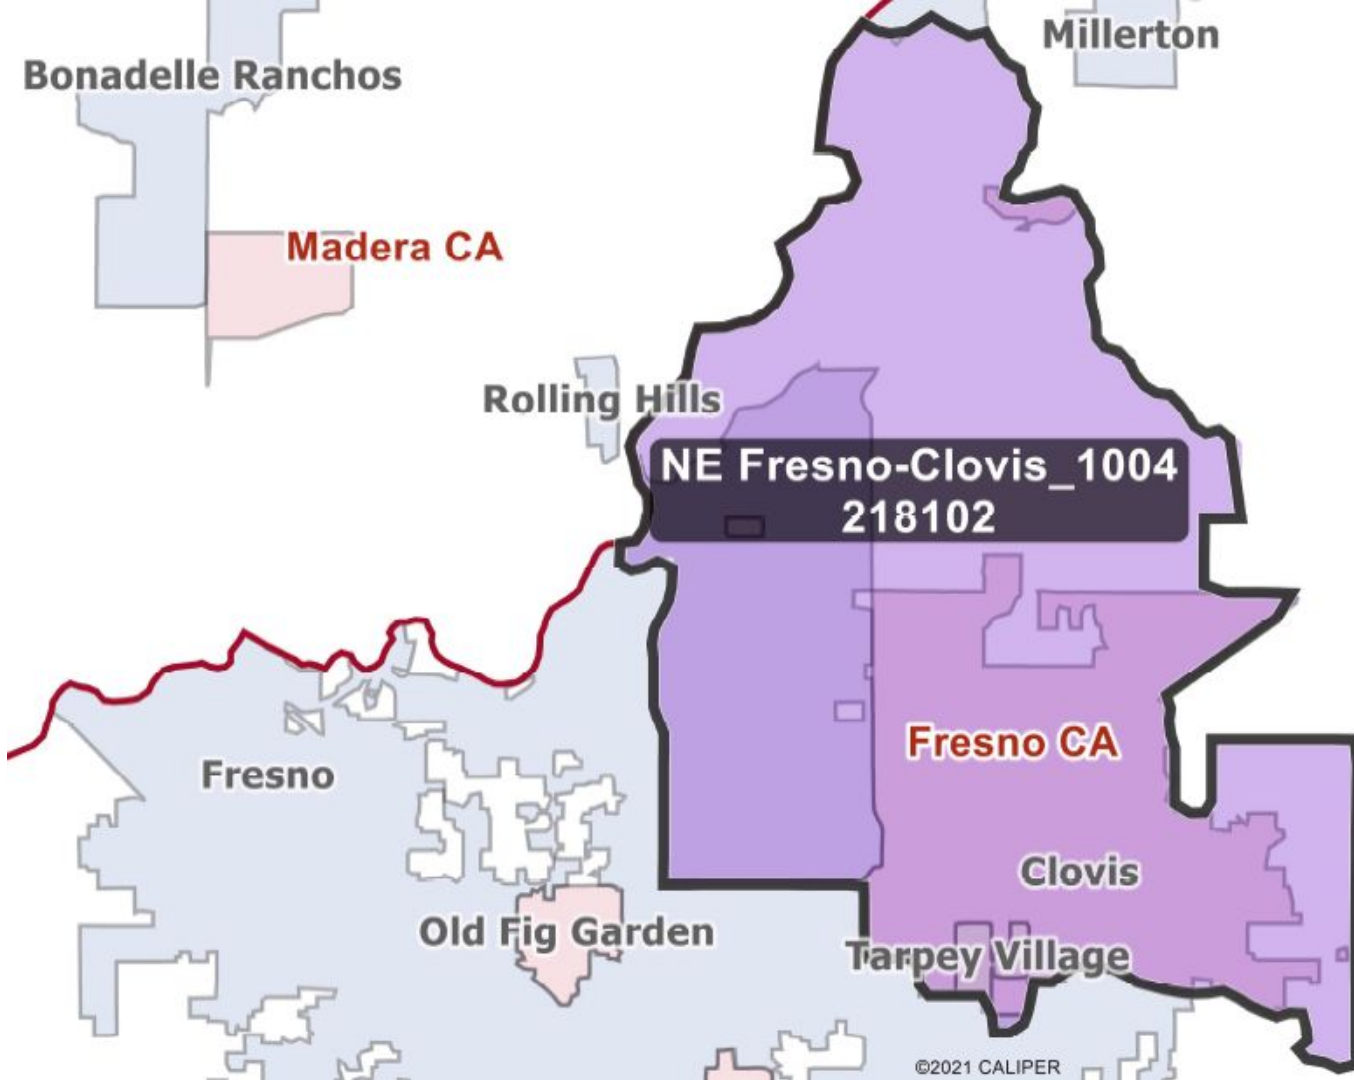 Millerton
Bonadelle Ranchos
Madera CA
Rolling Hills
NE Fresno-Clovis_1004
218102
Fresno CA
Fresno
Clovis
Old Fig Garden
Tarpey Village
©2021 CALIPER